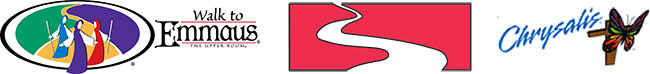 Walk to
Emmaus®
THE UPPER ROOM
®
Chrysalis®